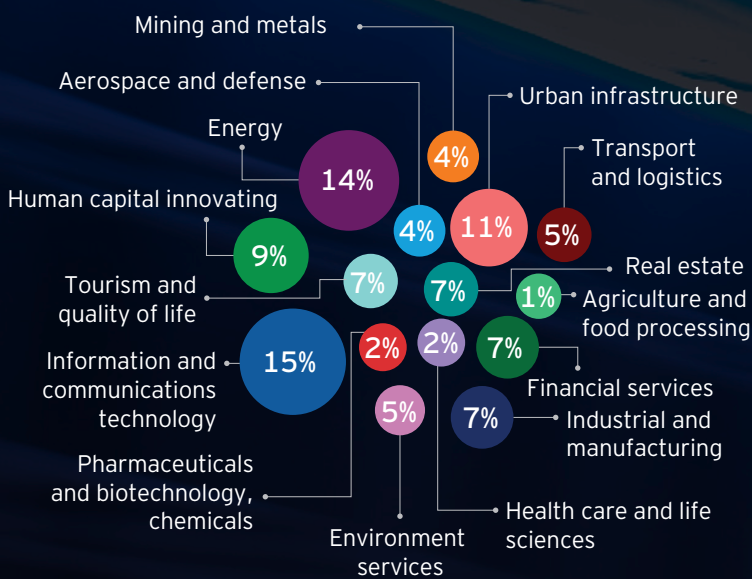 Mining and metals
4%
Aerospace and defense
4%
Urban infrastructure
11%
Energy
14%
Transport
and logistics
5%
Human capital innovating
9%
Tourism and
quality of life
7%
Real estate
7%
Agriculture and
food processing
1%
Information and
communications
technology
15%
Pharmaceuticals
and biotechnology,
chemicals
2%
Health care and life
sciences
2%
Financial services
7%
Industrial and
manufacturing
7%
Environment
services
5%